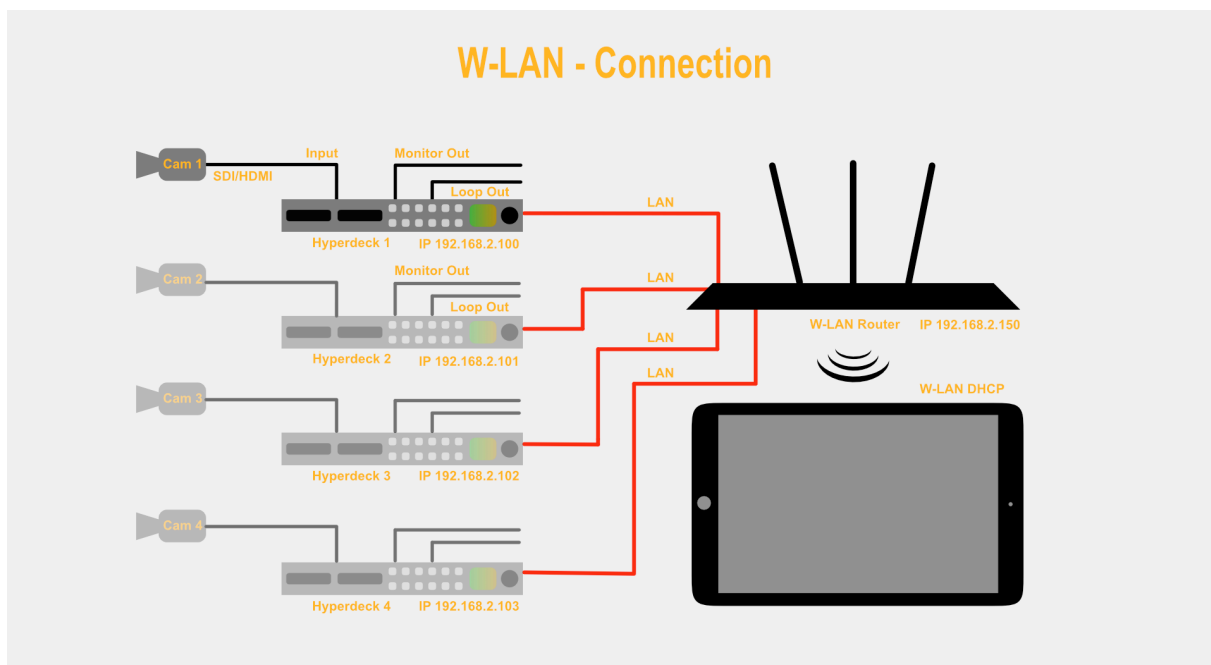 W-LAN - Connection
Cam 1
SDI/HDMI
Input
Monitor Out
Loop Out
Hyperdeck 1
IP 192.168.2.100
LAN
Cam 2
Monitor Out
Loop Out
Hyperdeck 2
IP 192.168.2.101
LAN
Cam 3
Hyperdeck 3
IP 192.168.2.102
LAN
Cam 4
Hyperdeck 4
IP 192.168.2.103
LAN
W-LAN Router
IP 192.168.2.150
W-LAN DHCP